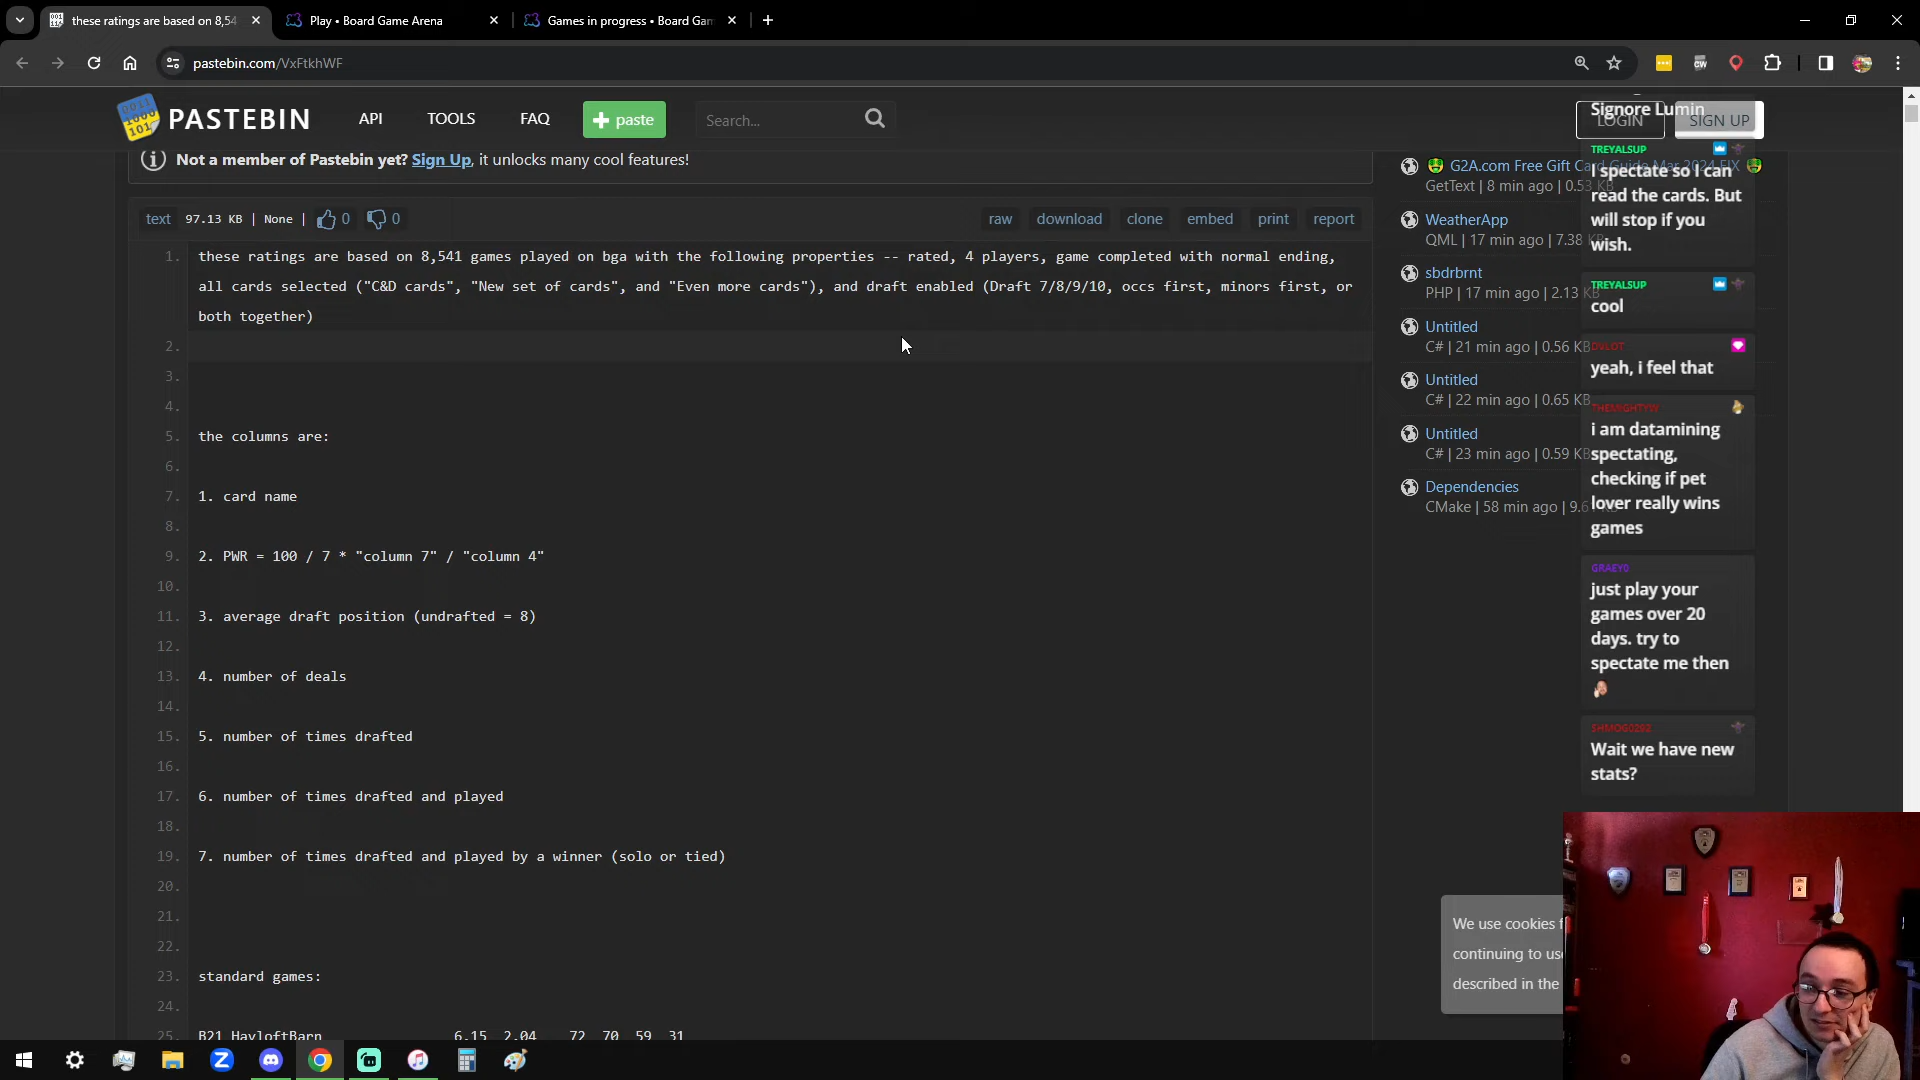 these ratings are based on 8,54
Play • Board Game Arena
Games in progress • Board Gam
pastebin.com/VxFtkhWF
PASTEBIN
API
TOOLS
FAQ
paste
Search...
LOGIN
SIGN UP
Not a member of Pastebin yet? Sign Up, it unlocks many cool features!
text 97.13 KB | None | 0 0
raw download clone embed print report
1. these ratings are based on 8,541 games played on bga with the following properties -- rated, 4 players, game completed with normal ending,
all cards selected ("C&D cards", "New set of cards", and "Even more cards"), and draft enabled (Draft 7/8/9/10, occs first, minors first, or
both together)
2.
3.
4.
5. the columns are:
6.
7. 1. card name
8.
9. 2. PWR = 100 / 7 * "column 7" / "column 4"
10.
11. 3. average draft position (undrafted = 8)
12.
13. 4. number of deals
14.
15. 5. number of times drafted
16.
17. 6. number of times drafted and played
18.
19. 7. number of times drafted and played by a winner (solo or tied)
20.
21.
22.
23. standard games:
24.
25. B21 HayloftBarn 6.15 2.04 72 70 59 31
G2A.com Free Gift Card Guide Mar 2024 FIX
GetText | 8 min ago | 0.53 KB
WeatherApp
QML | 17 min ago | 7.38 KB
sbdrbrnt
PHP | 17 min ago | 2.13 KB
Untitled
C# | 21 min ago | 0.56 KB
Untitled
C# | 22 min ago | 0.65 KB
Untitled
C# | 23 min ago | 0.59 KB
Dependencies
CMake | 58 min ago | 9.6
Signore Lumin
TREYALSUP
I spectate so I can
read the cards. But
will stop if you
wish.
TREYALSUP
cool
yeah, i feel that
THEMIGHTYW
i am datamining
spectating,
checking if pet
lover really wins
games
GRAEY0
just play your
games over 20
days. try to
spectate me then
Wait we have new
stats?
We use cookies f
continuing to us
described in the